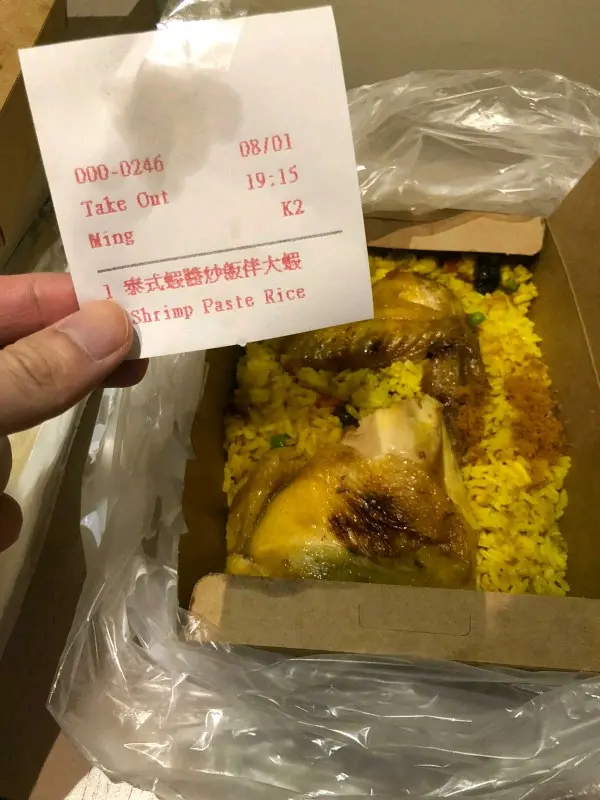 000-0246 08/01
Take Out 19:15
Ming K2
1 泰式蝦醬炒飯伴大蝦
Shrimp Paste Rice